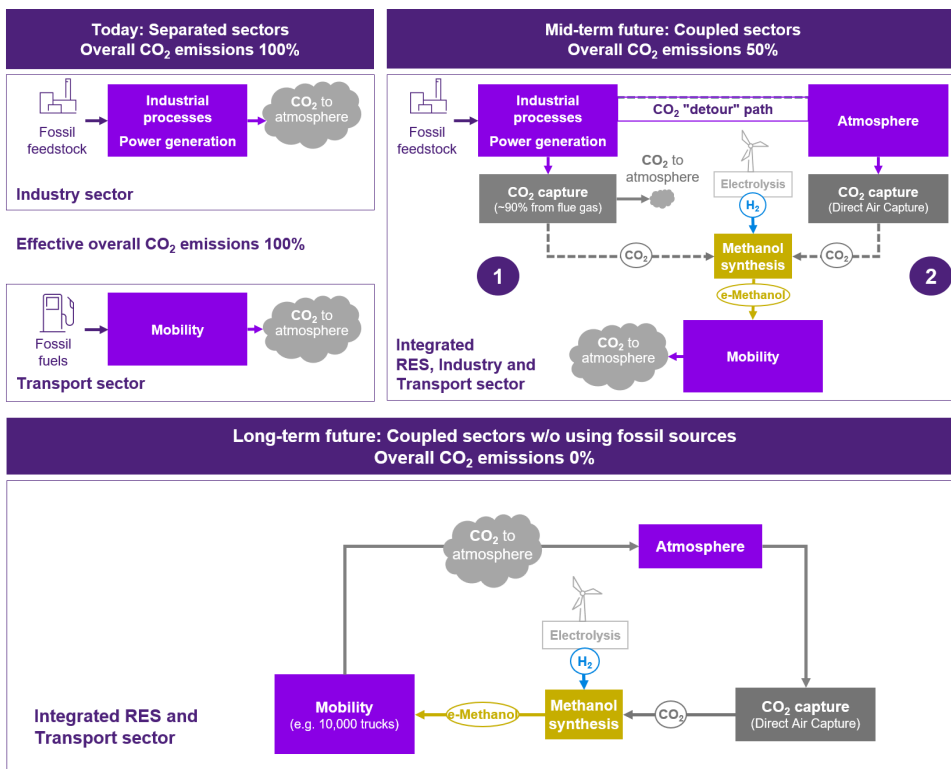 Today: Separated sectors
Overall CO₂ emissions 100%
Fossil
feedstock
Industrial
processes
Power generation
CO₂ to
atmosphere
Industry sector
Effective overall CO₂ emissions 100%
Fossil
fuels
Mobility
CO₂ to
atmosphere
Transport sector
Mid-term future: Coupled sectors
Overall CO₂ emissions 50%
Fossil
feedstock
Industrial
processes
Power generation
CO₂ "detour" path
Atmosphere
CO₂ capture
(~90% from flue gas)
CO₂ to
atmosphere
Electrolysis
H₂
CO₂ capture
(Direct Air Capture)
CO₂
Methanol
synthesis
CO₂
1
2
e-Methanol
Mobility
CO₂ to
atmosphere
Integrated
RES, Industry and
Transport sector
Long-term future: Coupled sectors w/o using fossil sources
Overall CO₂ emissions 0%
CO₂ to
atmosphere
Atmosphere
Electrolysis
H₂
Mobility
(e.g. 10,000 trucks)
e-Methanol
Methanol
synthesis
CO₂
CO₂ capture
(Direct Air Capture)
Integrated RES and
Transport sector